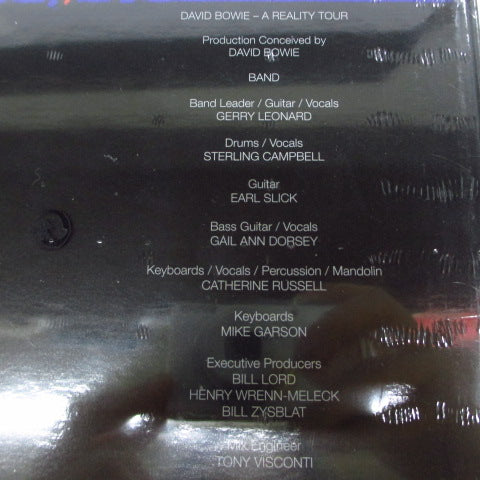 DAVID BOWIE – A REALITY TOUR
Production Conceived by
DAVID BOWIE
BAND
Band Leader / Guitar / Vocals
GERRY LEONARD
Drums / Vocals
STERLING CAMPBELL
Guitar
EARL SLICK
Bass Guitar / Vocals
GAIL ANN DORSEY
Keyboards / Vocals / Percussion / Mandolin
CATHERINE RUSSELL
Keyboards
MIKE GARSON
Executive Producers
BILL LORD
HENRY WRENN-MELECK
BILL ZYSBLAT
Mix Engineer
TONY VISCONTI